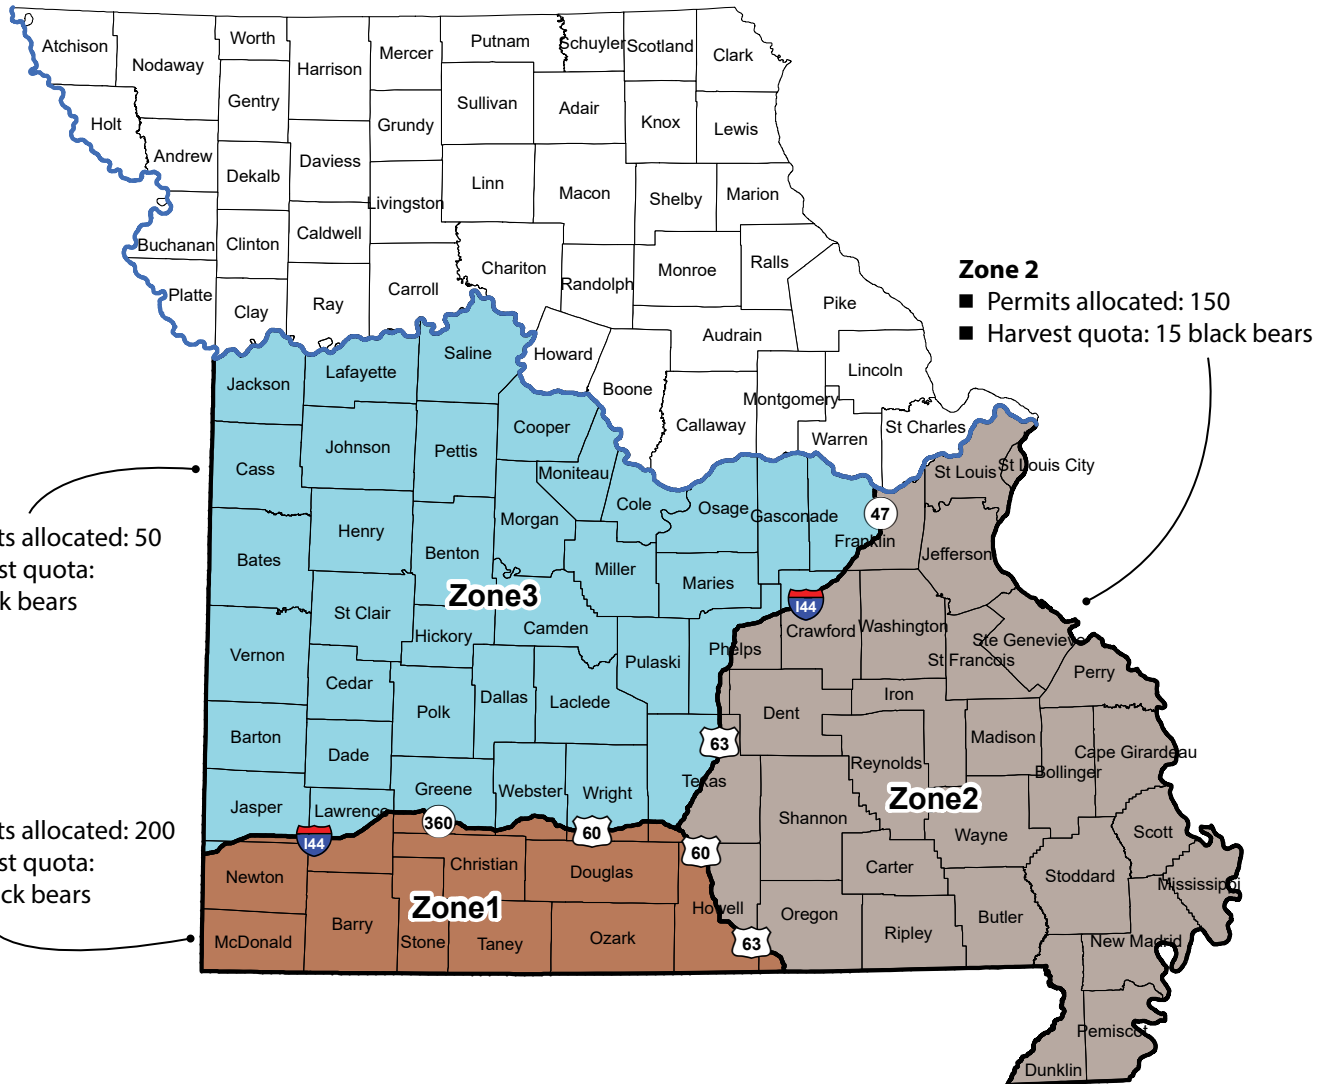 Atchison
Nodaway
Worth
Harrison
Mercer
Putnam
Schuyler
Scotland
Clark
Holt
Andrew
Gentry
Dekalb
Daviess
Grundy
Sullivan
Adair
Knox
Lewis
Livingston
Linn
Macon
Shelby
Marion
Buchanan
Clinton
Caldwell
Platte
Clay
Ray
Carroll
Chariton
Randolph
Monroe
Ralls
Pike
Audrain
Howard
Boone
Callaway
Montgomery
Lincoln
Warren
St Charles
Zone 2
■ Permits allocated: 150
■ Harvest quota: 15 black bears
Jackson
Lafayette
Saline
Cass
Johnson
Pettis
Cooper
Moniteau
Cole
Osage
Gasconade
Franklin
47
St Louis
St Louis City
Jefferson
ts allocated: 50
st quota:
k bears
Bates
Henry
Benton
Morgan
Miller
Maries
Zone3
Vernon
St Clair
Hickory
Camden
Pulaski
Phelps
I44
Crawford
Washington
Ste Genevieve
St Francois
Perry
Cedar
Polk
Dallas
Laclede
Dent
Iron
Madison
Bollinger
Cape Girardeau
Barton
Dade
63
Texas
Reynolds
Zone2
Jasper
Lawrence
Greene
Webster
Wright
Shannon
Wayne
Scott
I44
360
60
60
Carter
Stoddard
Mississippi
ts allocated: 200
st quota:
ck bears
Newton
Christian
Douglas
Zone1
Howell
Oregon
Ripley
Butler
New Madrid
McDonald
Barry
Stone
Taney
Ozark
63
Pemiscot
Dunklin